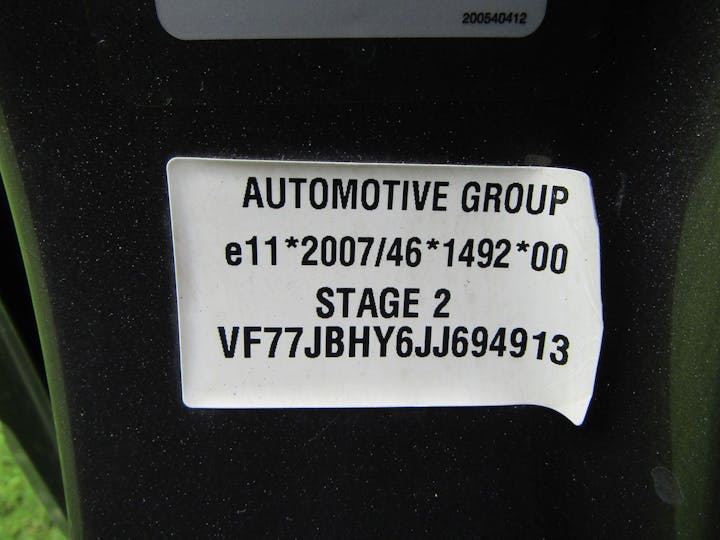 200540412
AUTOMOTIVE GROUP
e11*2007/46*1492*00
STAGE 2
VF77JBHY6JJ694913